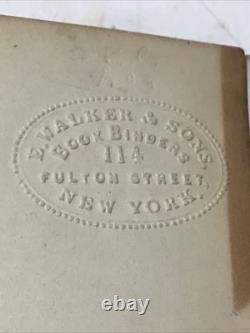 E. WALKER & SONS,
BOOK BINDERS
114
FULTON STREET,
NEW YORK.